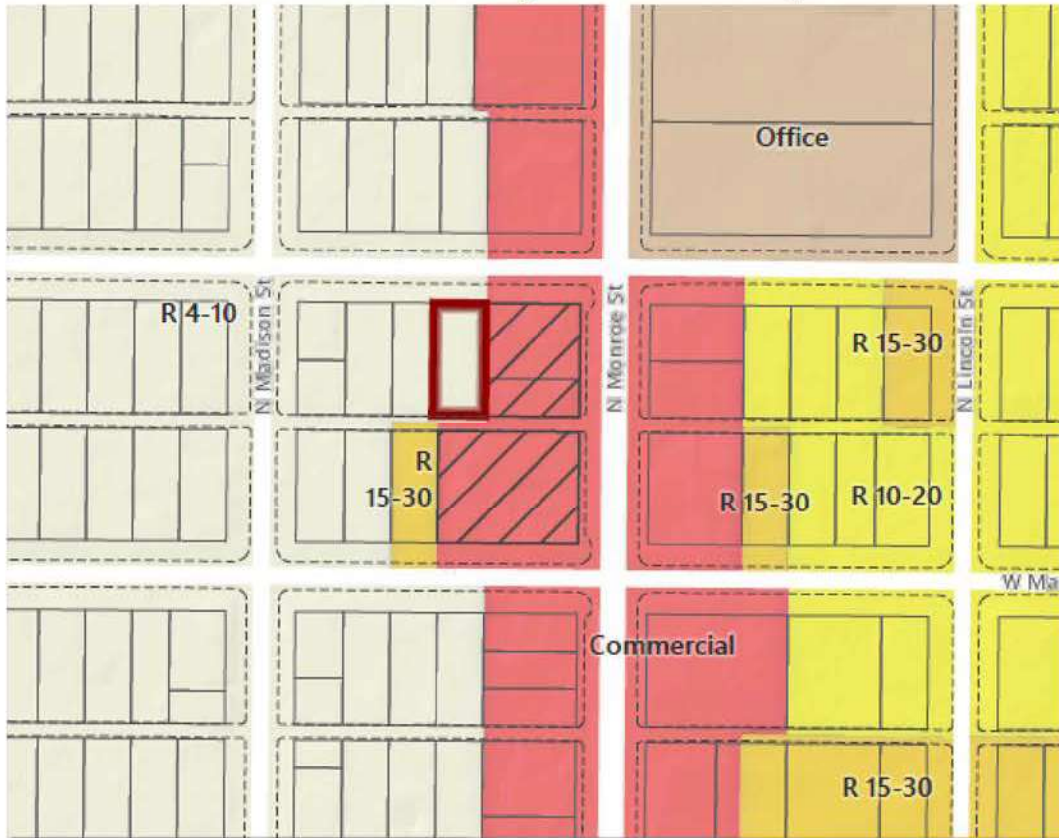 Office
R 4-10
N Madison St
N Monroe St
R 15-30
N Lincoln St
R
15-30
R 15-30
R 10-20
W Ma
Commercial
R 15-30